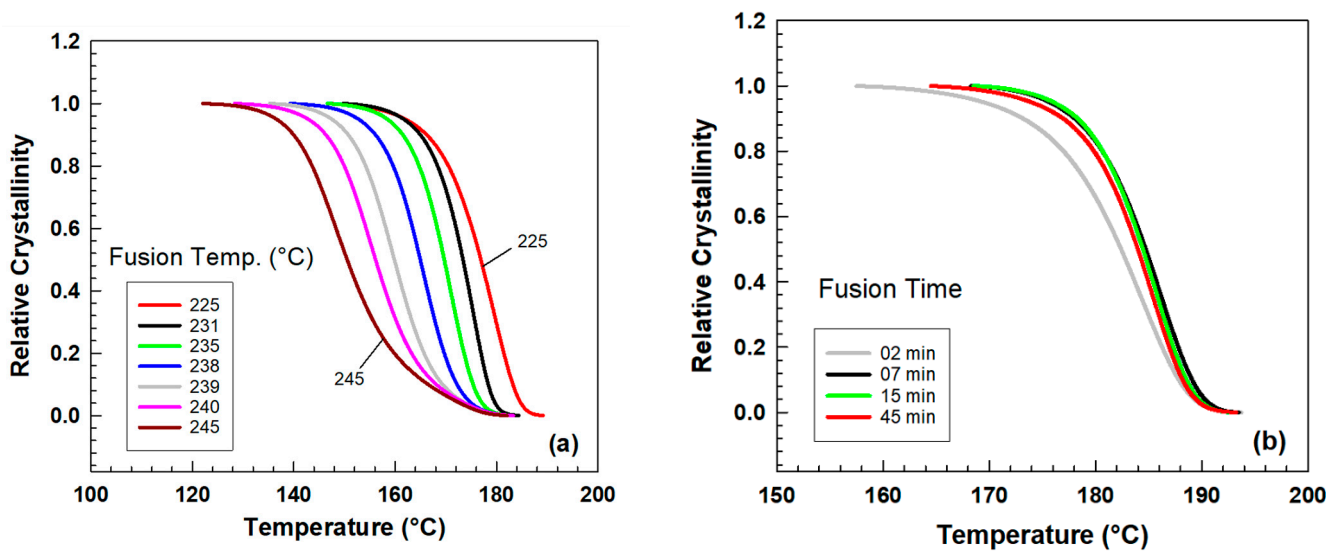 1.2
1.0
0.8
0.6
0.4
0.2
0.0
Relative Crystallinity
100
120
140
160
180
200
Temperature (°C)
Fusion Temp. (°C)
225
231
235
238
239
240
245
225
245
(a)
1.2
1.0
0.8
0.6
0.4
0.2
0.0
Relative Crystallinity
150
160
170
180
190
200
Temperature (°C)
Fusion Time
02 min
07 min
15 min
45 min
(b)